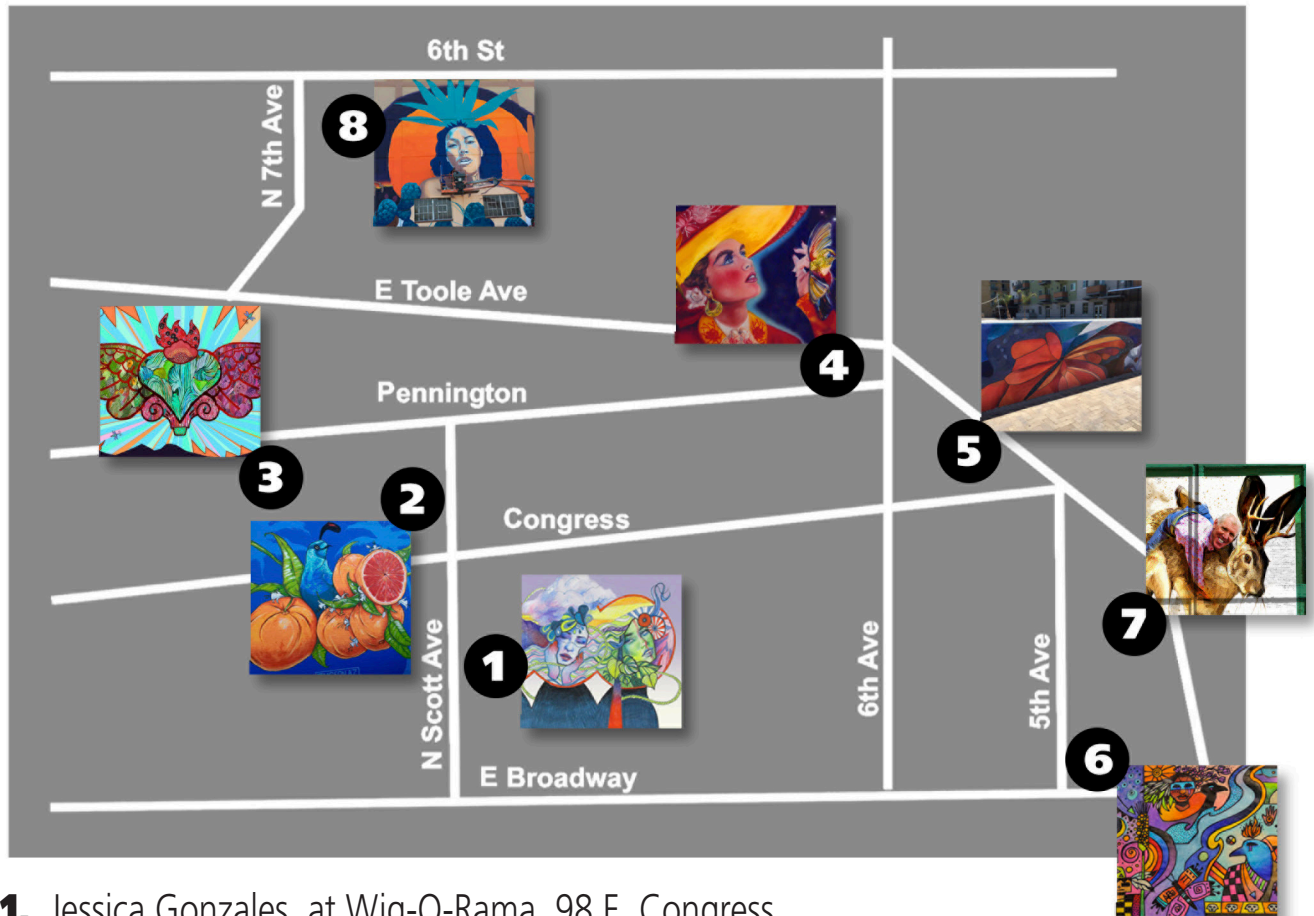 6th St
N 7th Ave
8
E Toole Ave
4
Pennington
5
3
2
Congress
7
1
N Scott Ave
6th Ave
5th Ave
6
E Broadway
1. Jessica Gonzales, at Wig-O-Rama, 98 E. Congress